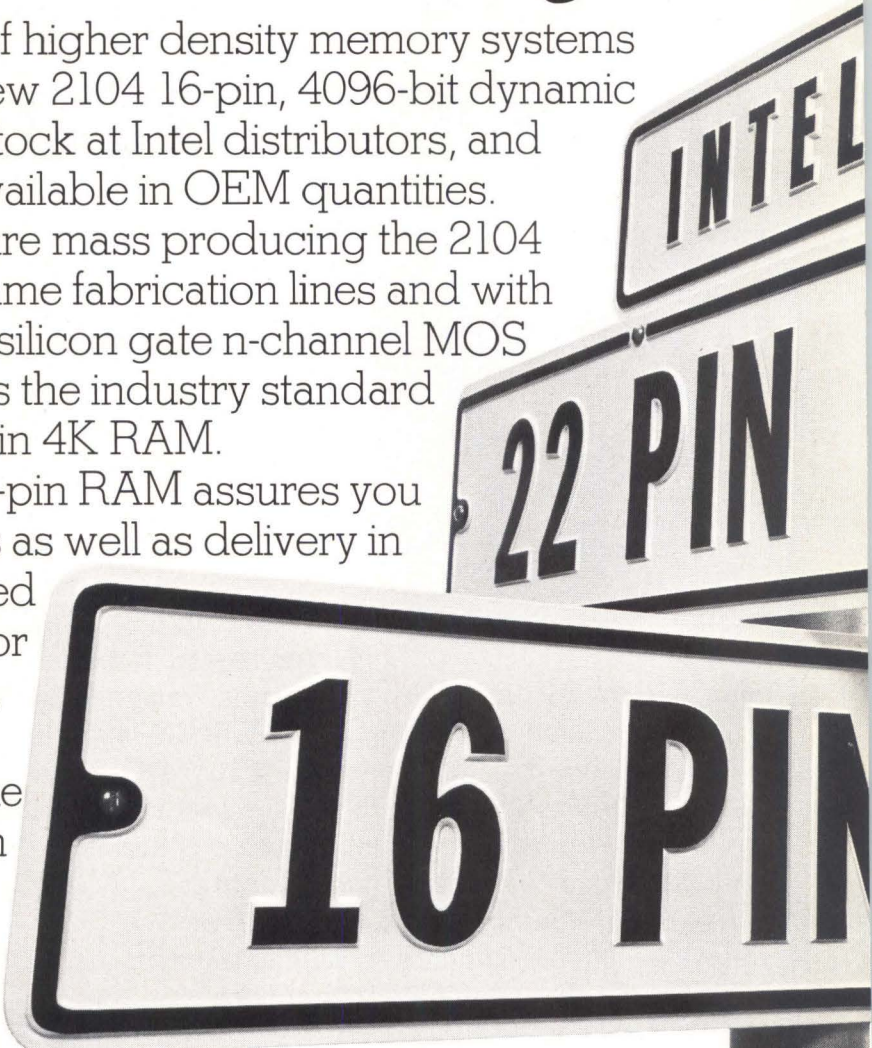 f higher density memory systems
ew 2104 16-pin, 4096-bit dynamic
tock at Intel distributors, and
vailable in OEM quantities.
are mass producing the 2104
me fabrication lines and with
silicon gate n-channel MOS
s the industry standard
in 4K RAM.
-pin RAM assures you
s as well as delivery in
ed
or
e
n
INTEL
22 PIN
16 PIN